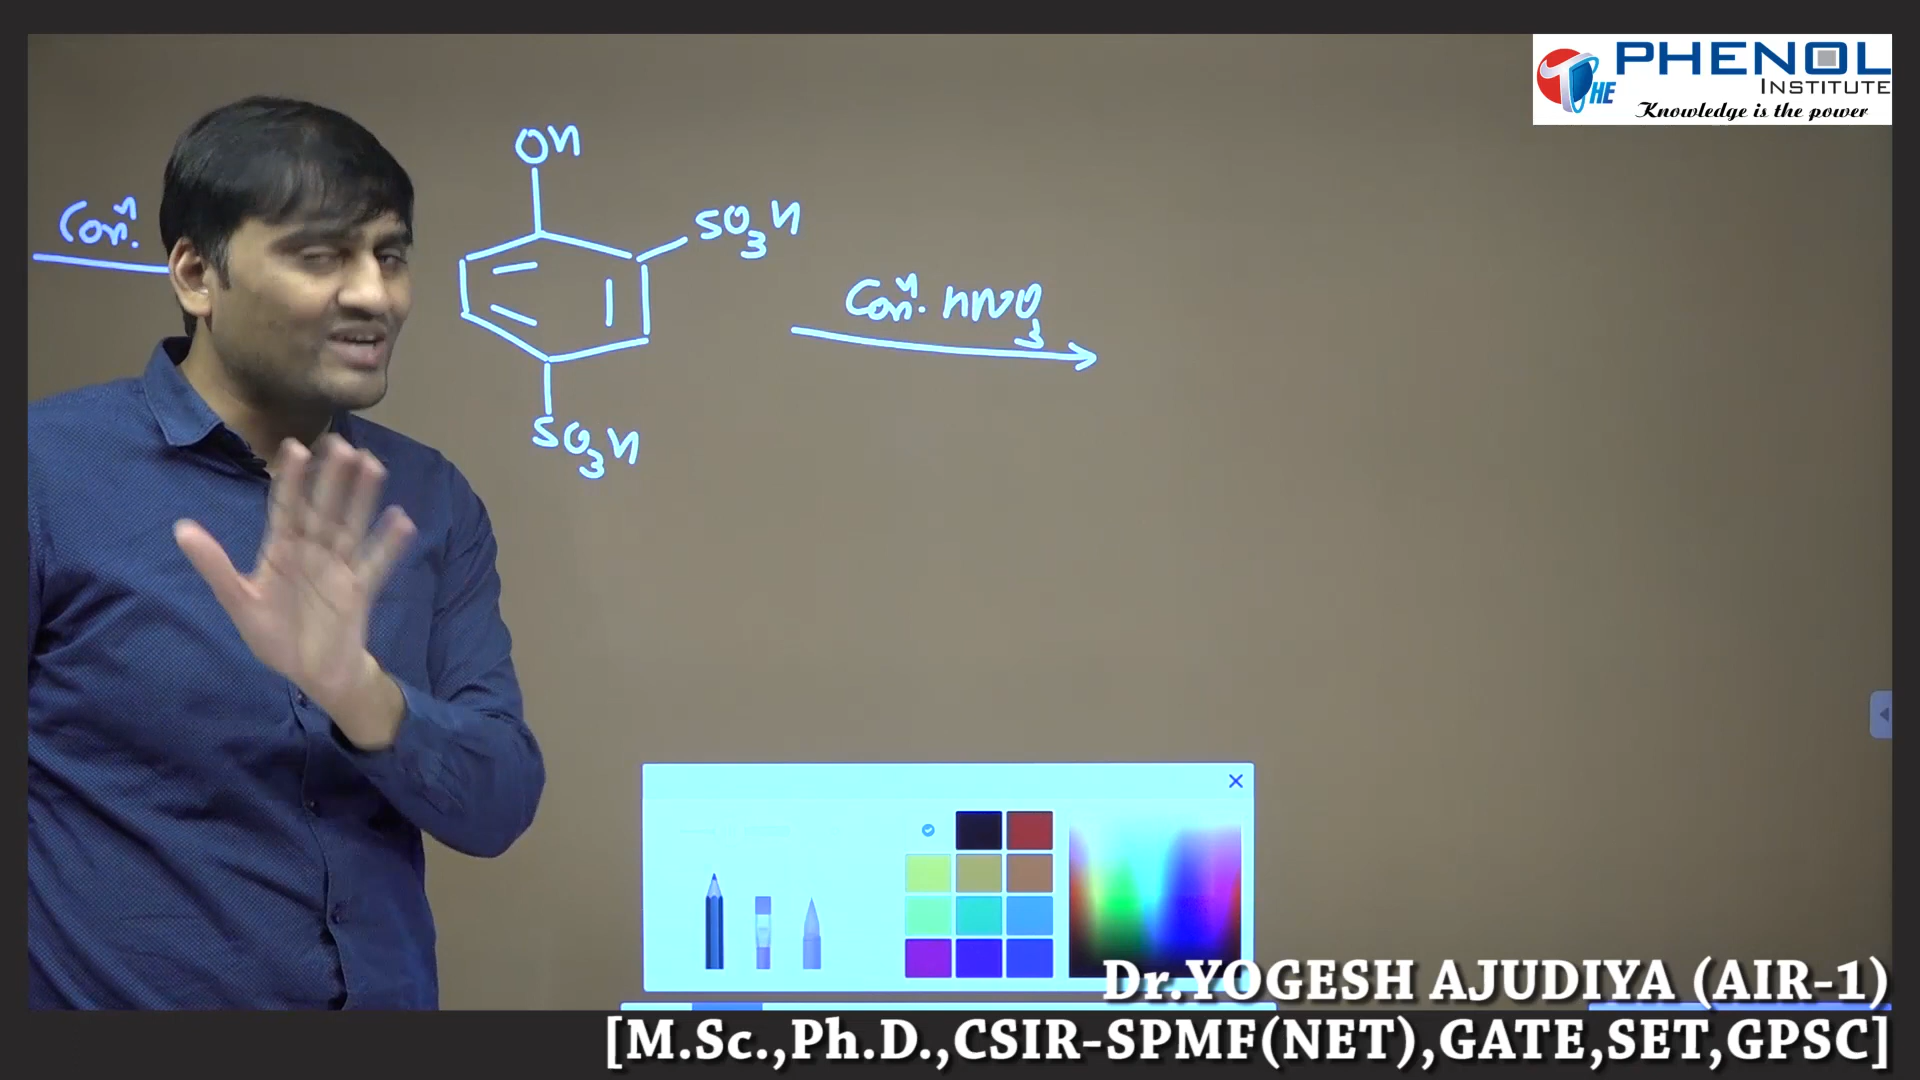 THE PHENOL
INSTITUTE
Knowledge is the power
OH
SO3H
Con.
Con. HNO3
SO3H
Dr.YOGESH AJUDIYA (AIR-1)
[M.Sc.,Ph.D.,CSIR-SPMF(NET),GATE,SET,GPSC]